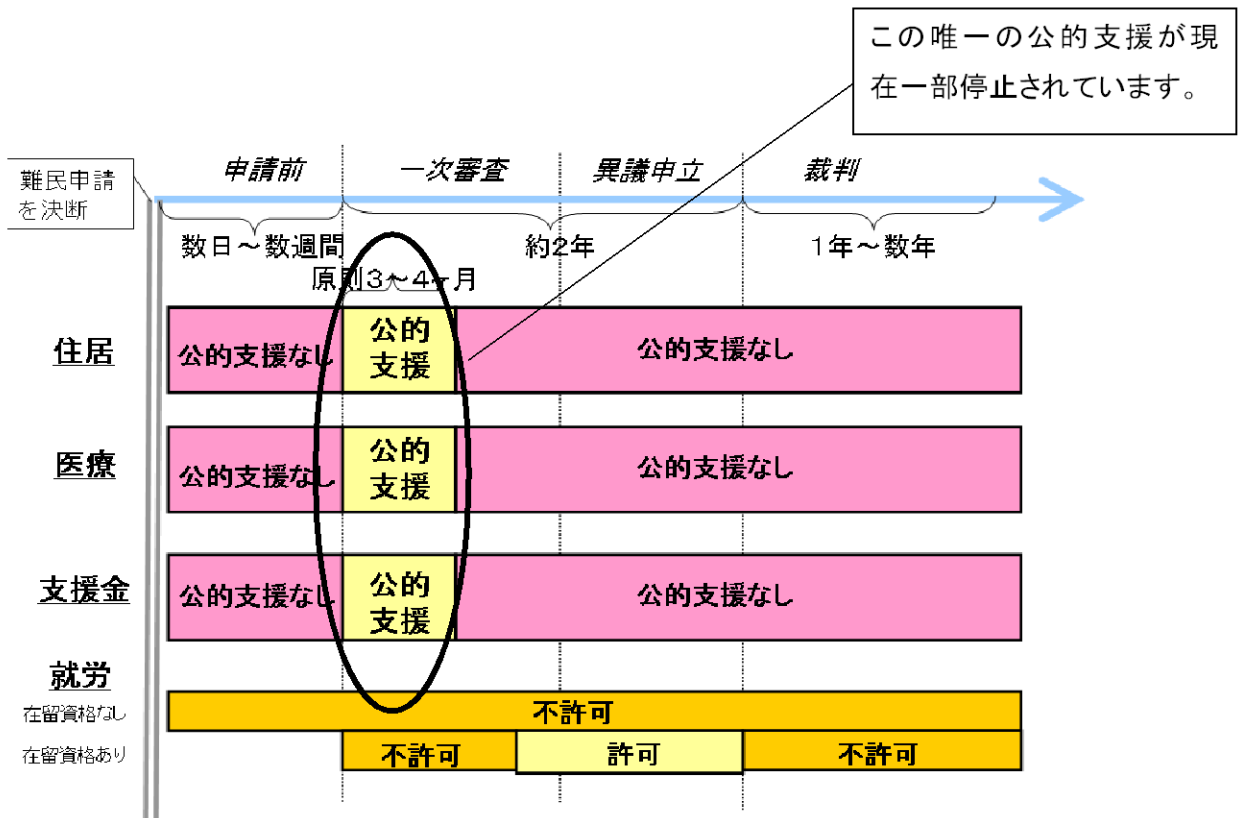 この唯一の公的支援が現
在一部停止されています。
難民申請
を決断
申請前
一次審査
異議申立
裁判
数日～数週間
約2年
1年～数年
原則3～4ヶ月
住居
公的支援なし
公的
支援
公的支援なし
医療
公的支援なし
公的
支援
公的支援なし
支援金
公的支援なし
公的
支援
公的支援なし
就労
在留資格なし
不許可
在留資格あり
不許可
許可
不許可